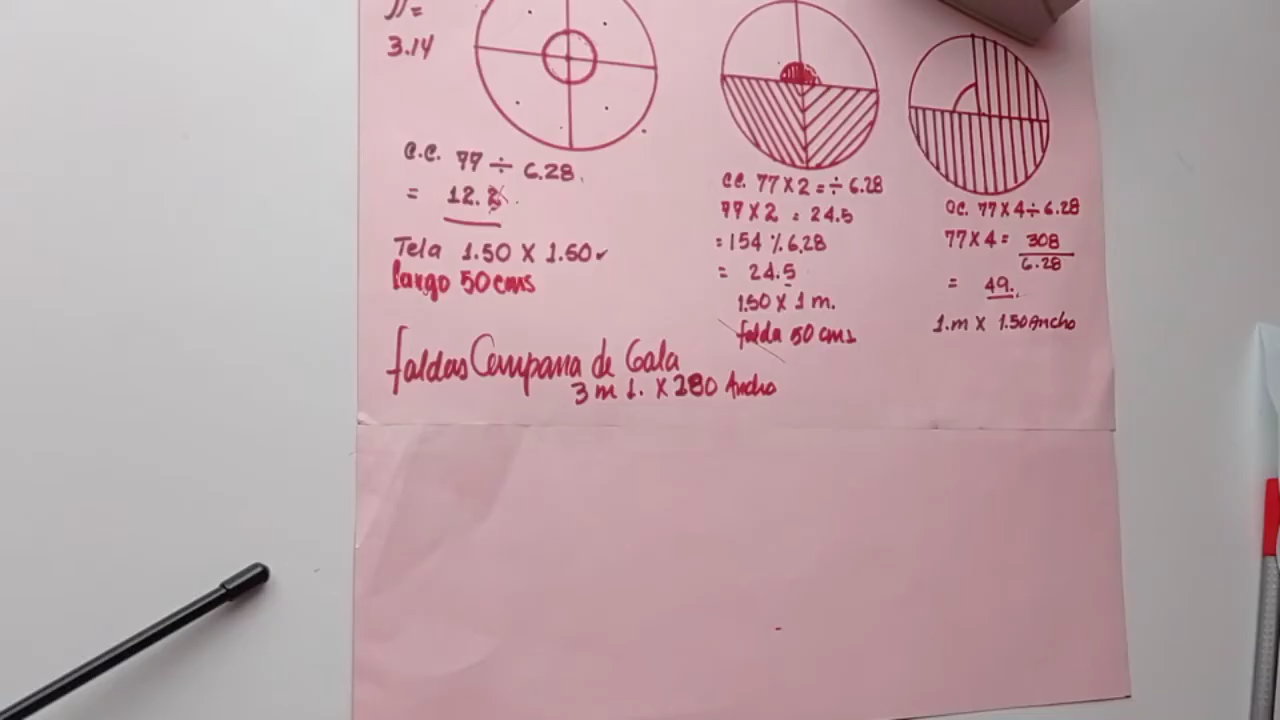 π =
3.14
C.C. 77 ÷ 6.28
= 12.2
Tela 1.50 X 1.50
largo 50 cms
CC. 77 X 2 = ÷ 6.28
77 X 2 = 24.5
= 154 % 6.28
= 24.5
1.50 X 1 m.
falda 50 cms
CC. 77 X 4 ÷ 6.28
77 X 4 = 308
6.28
= 49.
1.m X 1.50 Ancho
faldas Campana de Gala
3 m l. X 280 Ancho